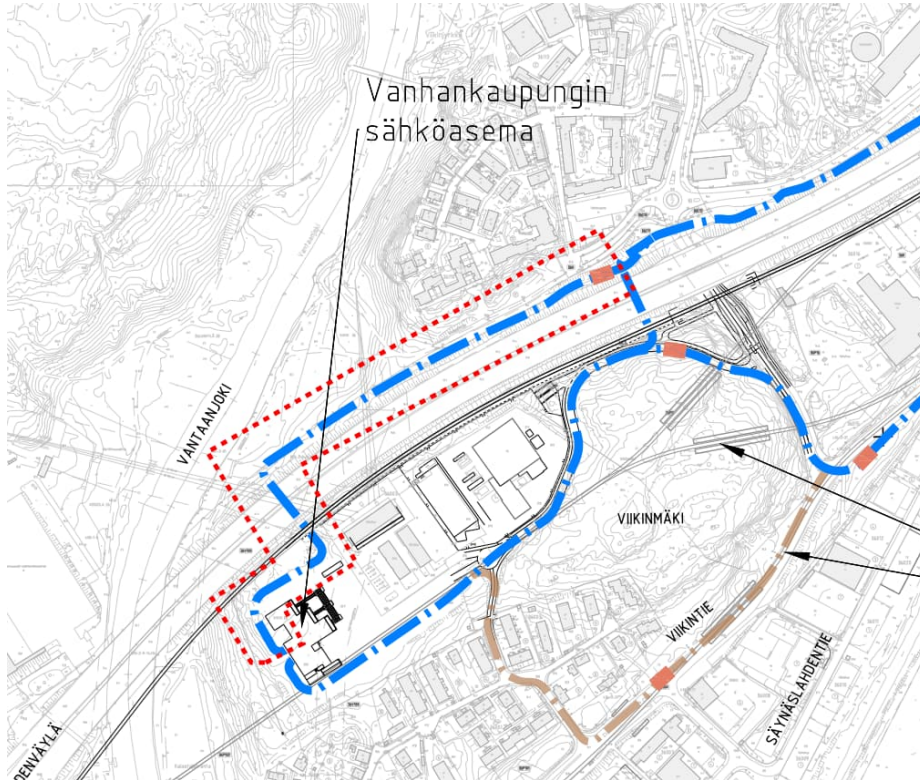 Vanhankaupungin
sähköasema
VANTAANJOKI
VIIKINMÄKI
VIIKINTIE
SÄYNÄSLAHDENTIE
DENVÄYLÄ